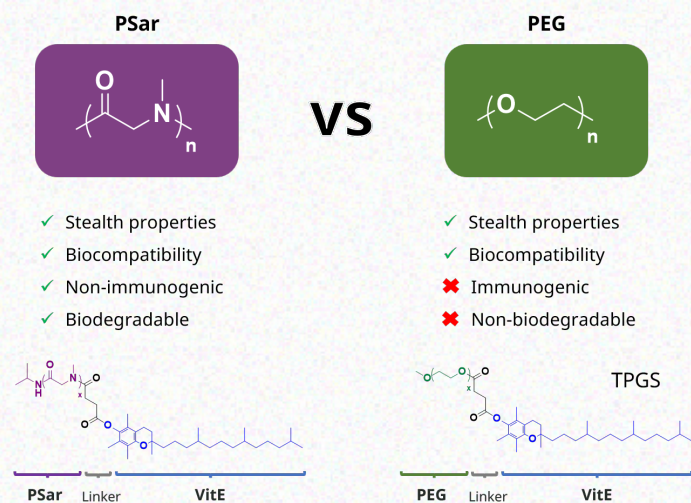 PSar
PEG
O
N
n
VS
O
n
✓ Stealth properties
✓ Biocompatibility
✓ Non-immunogenic
✓ Biodegradable
✓ Stealth properties
✓ Biocompatibility
✖ Immunogenic
✖ Non-biodegradable
O
N
H
N
x
O
O
O
O
PSar
Linker
VitE
O
O
O
x
O
O
O
TPGS
PEG
Linker
VitE